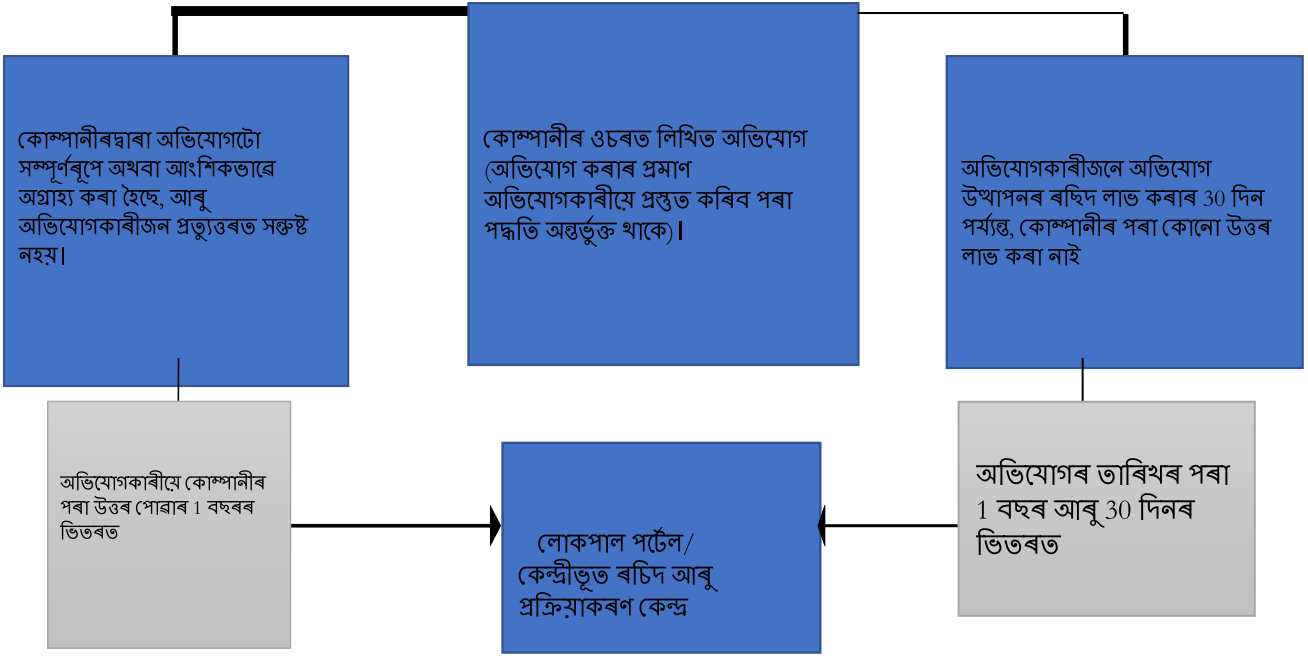 কোম্পানীৰদ্বাৰা অভিযোগটো
সম্পূৰ্ণৰূপে অথবা আংশিকভাৱে
অগ্ৰাহ্য কৰা হৈছে, আৰু
অভিযোগকাৰীজন প্ৰত্যুত্তৰত সন্তুষ্ট
নহয়।
কোম্পানীৰ ওচৰত লিখিত অভিযোগ
(অভিযোগ কৰাৰ প্ৰমাণ
অভিযোগকাৰীয়ে প্ৰস্তুত কৰিব পৰা
পদ্ধতি অন্তৰ্ভুক্ত থাকে)।
অভিযোগকাৰীজনে অভিযোগ
উত্থাপনৰ ৰছিদ লাভ কৰাৰ 30 দিন
পৰ্য্যন্ত, কোম্পানীৰ পৰা কোনো উত্তৰ
লাভ কৰা নাই
অভিযোগকাৰীয়ে কোম্পানীৰ
পৰা উত্তৰ পোৱাৰ 1 বছৰৰ
ভিতৰত
লোকপাল পৰ্টেল/
কেন্দ্ৰীভূত ৰচিদ আৰু
প্ৰক্ৰিয়াকৰণ কেন্দ্ৰ
অভিযোগৰ তাৰিখৰ পৰা
1 বছৰ আৰু 30 দিনৰ
ভিতৰত